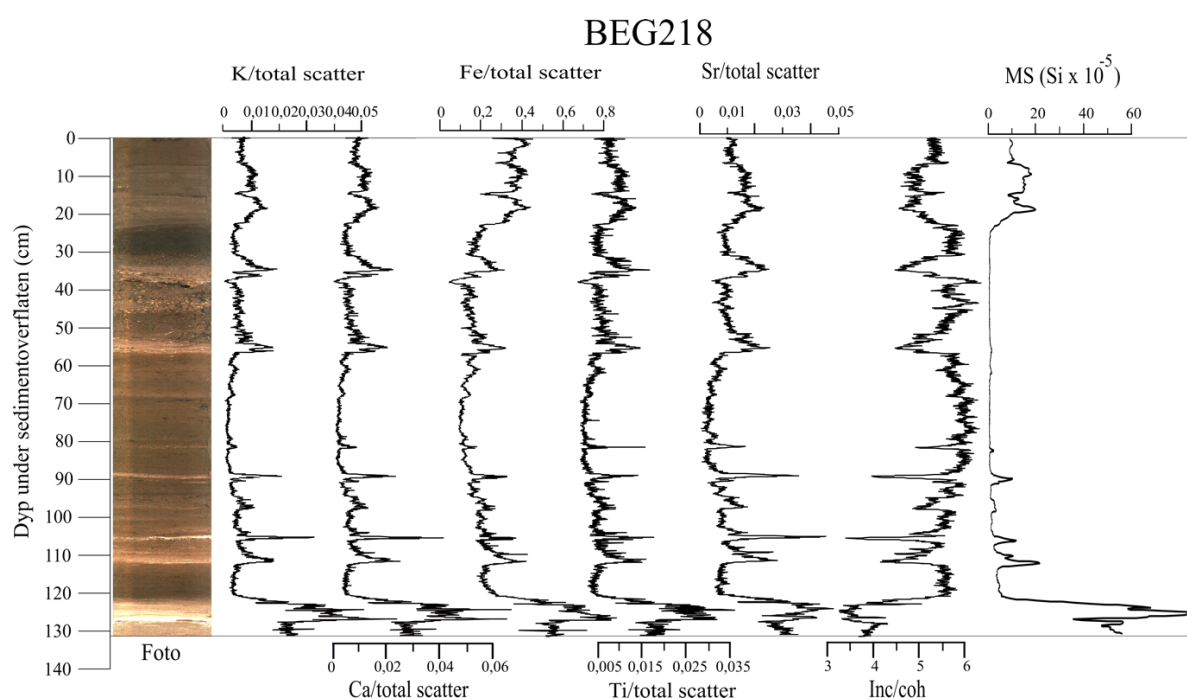 BEG218
K/total scatter Fe/total scatter Sr/total scatter MS (Si x 10-5)
0 0,01 0,02 0,03 0,04 0,05 0 0,2 0,4 0,6 0,8 0 0,01 0,03 0,05 0 20 40 60
Dyp under sedimentoverflaten (cm)
0
10
20
30
40
50
60
70
80
90
100
110
120
130
140
Foto
0 0,02 0,04 0,06 0,005 0,015 0,025 0,035 3 4 5 6
Ca/total scatter Ti/total scatter Inc/coh